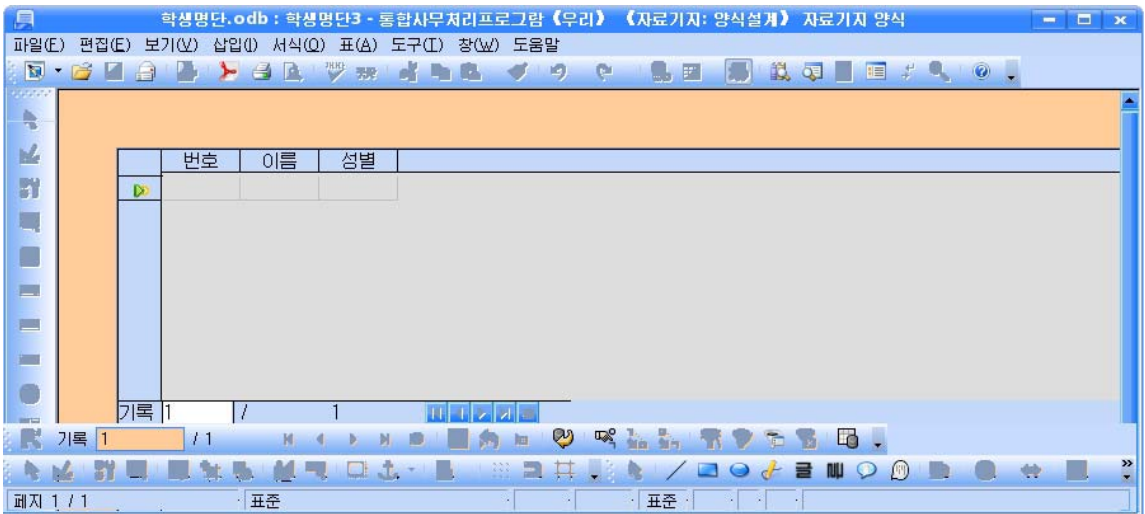 학생명단.odb : 학생명단3 - 통합사무처리프로그람《우리》 《자료기지: 양식설계》 자료기지 양식
파일(F) 편집(E) 보기(V) 삽입(I) 서식(O) 표(A) 도구(T) 창(W) 도움말
번호 이름 성별
기록 1 / 1
기록 1 / 1
페지 1 / 1 표준 표준